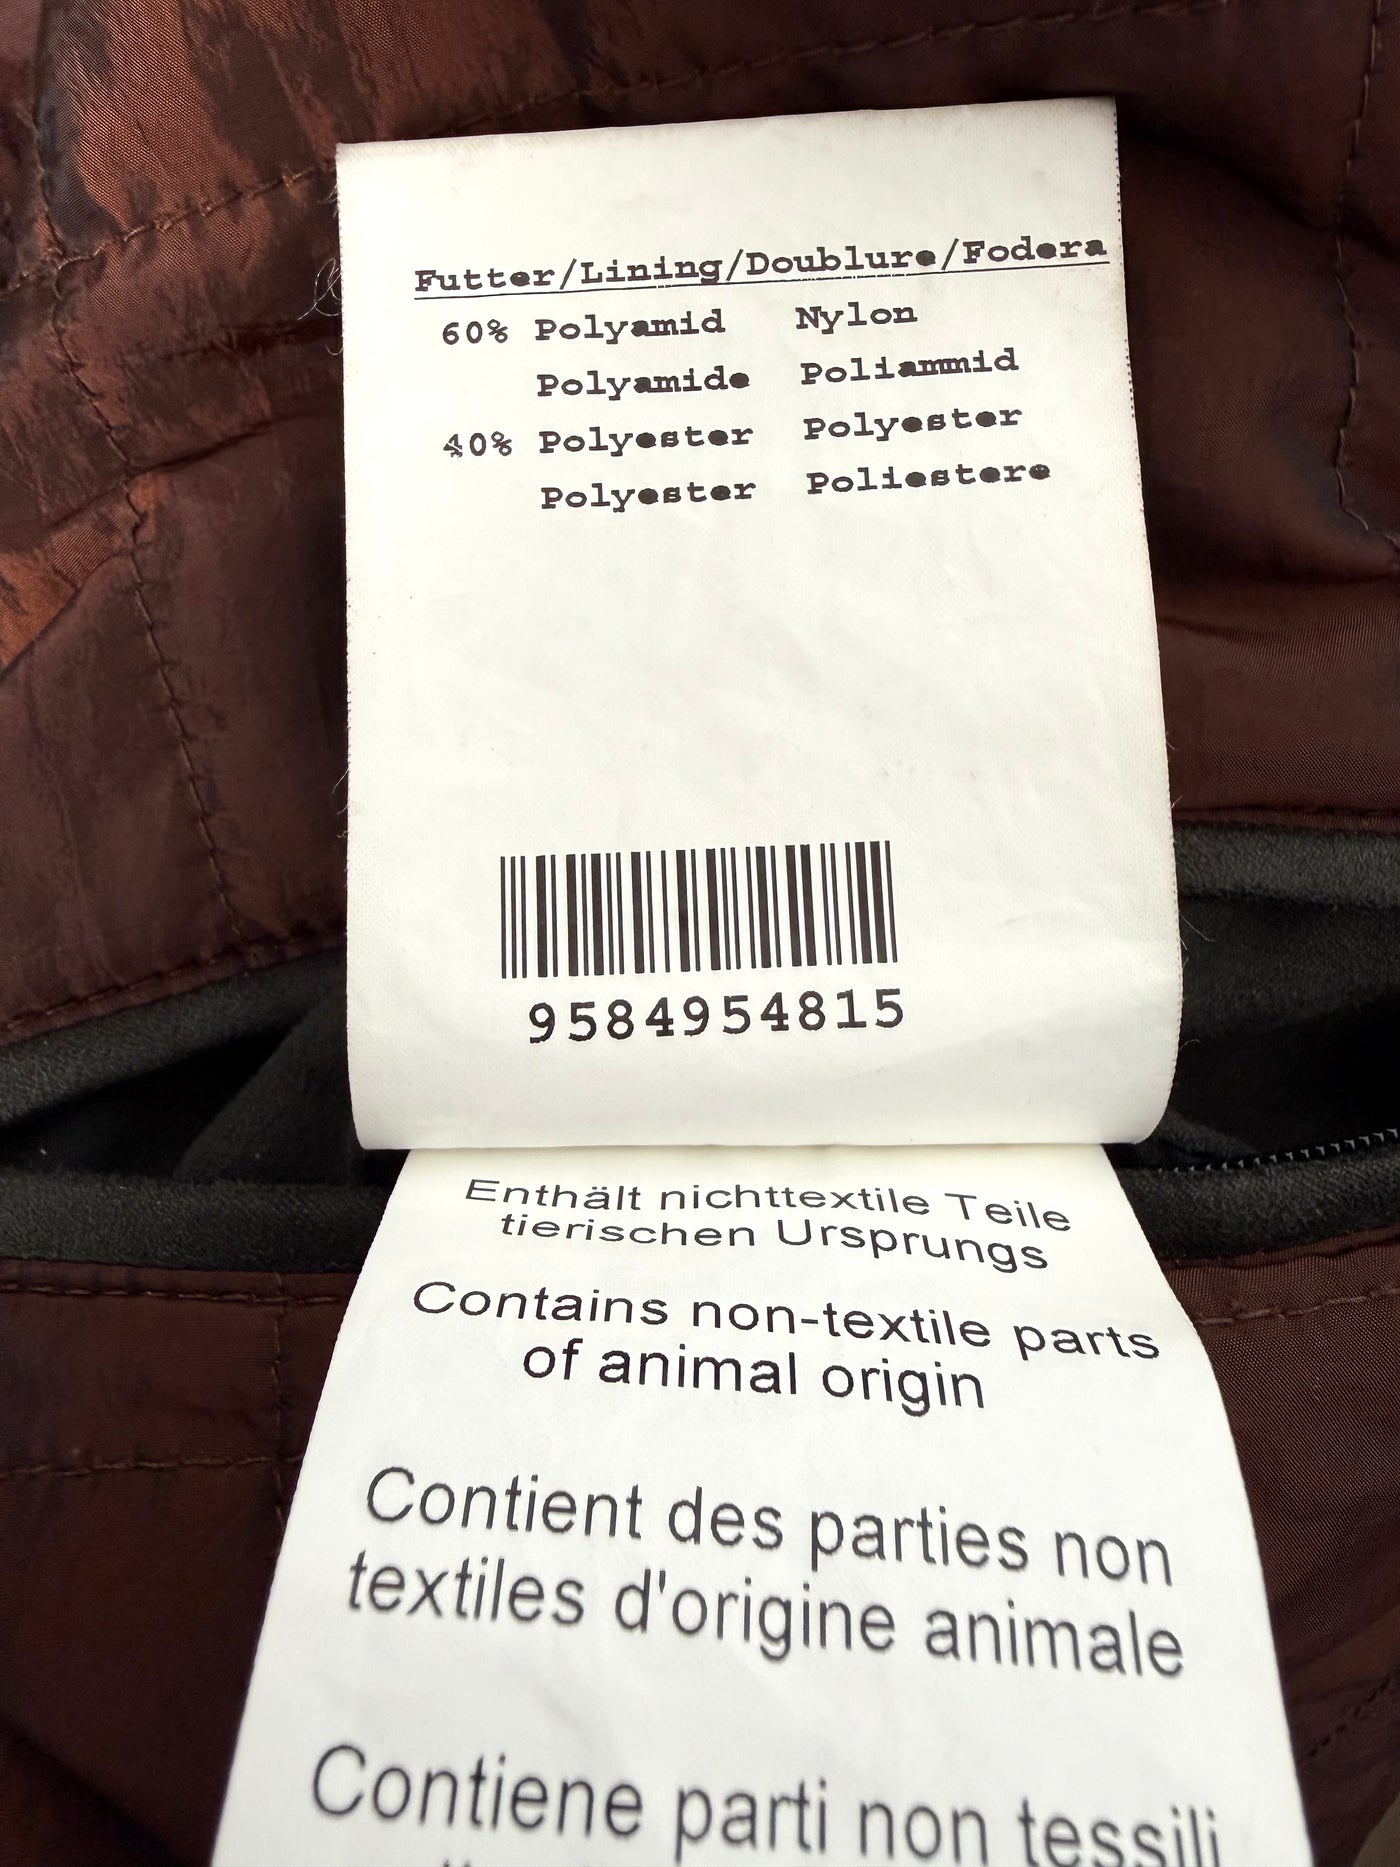 Futter/Lining/Doublure/Fodera
60% Polyamid Nylon
Polyamide Poliammid
40% Polyester Polyester
Polyester Poliestere
9584954815
Enthält nichttextile Teile
tierischen Ursprungs
Contains non-textile parts
of animal origin
Contient des parties non
textiles d'origine animale
Contiene parti non tessili